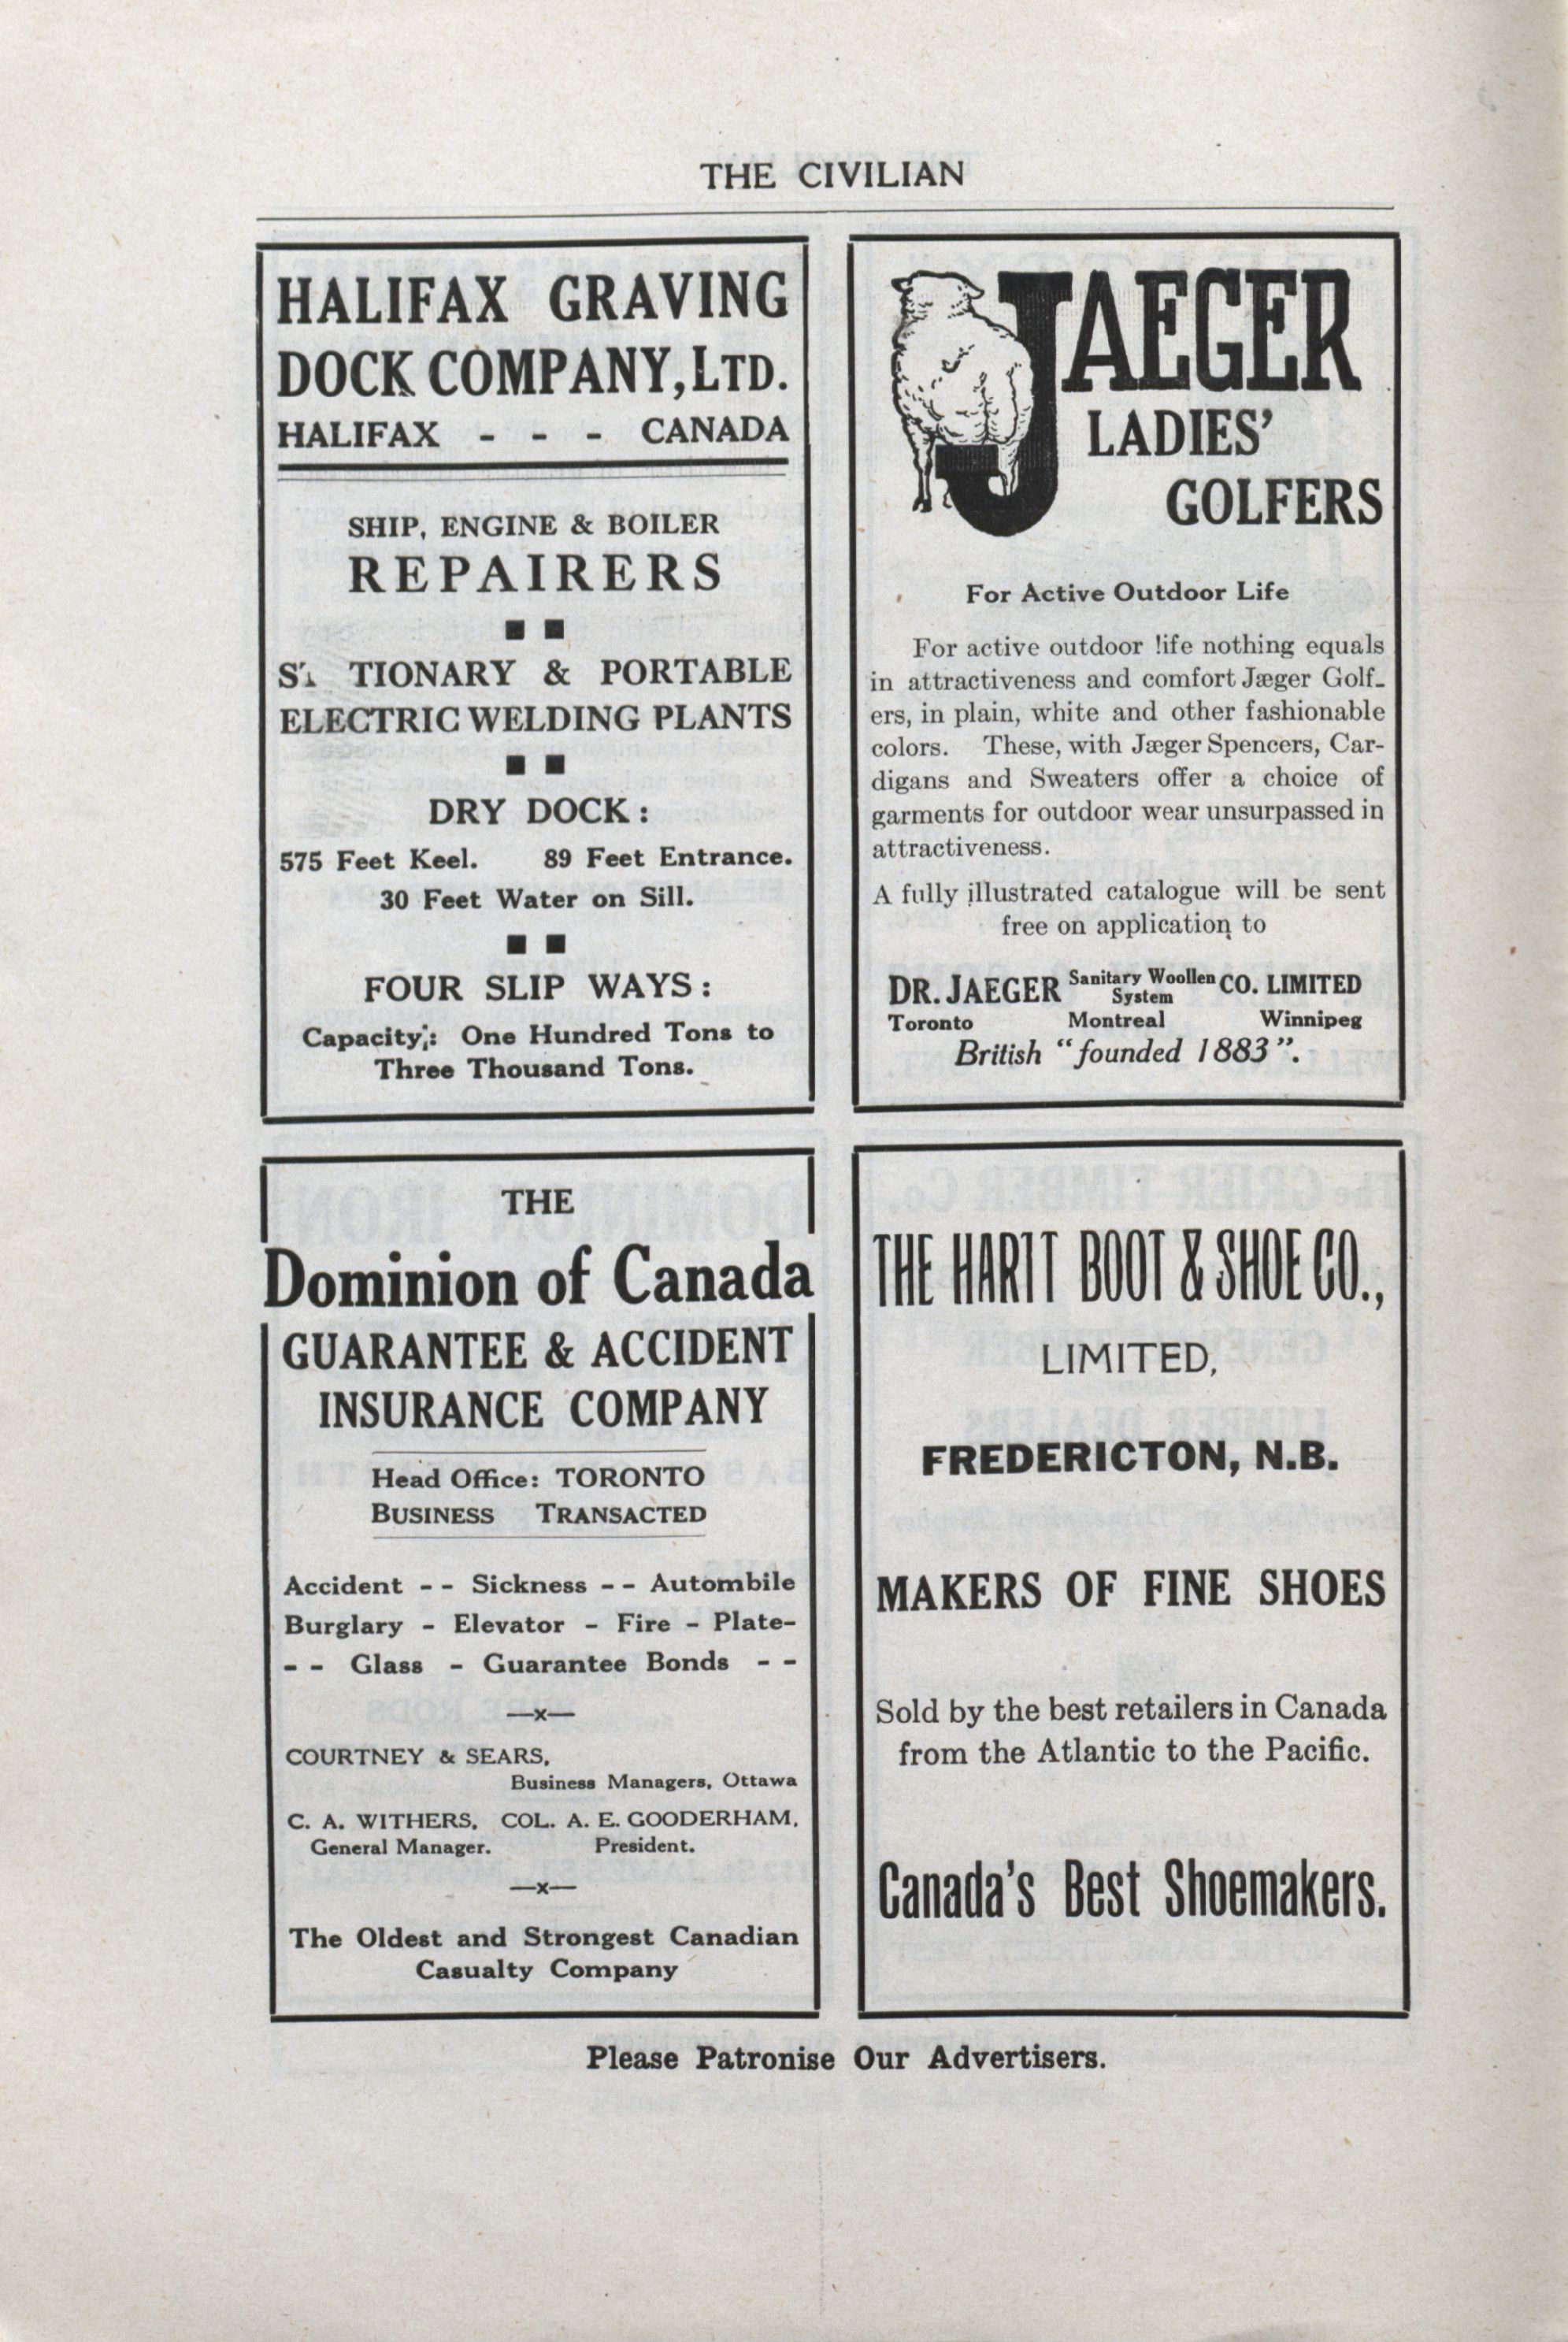 THE CIVILIAN
HALIFAX GRAVING
DOCK COMPANY, LTD.
HALIFAX - - - CANADA
SHIP, ENGINE & BOILER
REPAIRERS
& PORTABLE
ELECTRIC WELDING PLANTS
DRY DOCK :
575 Feet Keel. 89 Feet Entrance.
30 Feet Water on Sill.
FOUR SLIP WAYS :
Capacity: One Hundred Tons to
Three Thousand Tons.
JAEGER
LADIES'
GOLFERS
For Active Outdoor Life
For active outdoor life nothing equals
in attractiveness and comfort Jæger Golf-
ers, in plain, white and other fashionable
colors. These, with Jæger Spencers, Car-
digans and Sweaters offer a choice of
garments for outdoor wear unsurpassed in
attractiveness.
A fully illustrated catalogue will be sent
free on application to
DR. JAEGER Sanitary Woollen System CO. LIMITED
Toronto Montreal Winnipeg
British "founded 1883".
THE
Dominion of Canada
GUARANTEE & ACCIDENT
INSURANCE COMPANY
Head Office: TORONTO
BUSINESS TRANSACTED
Accident - - Sickness - - Autombile
Burglary - Elevator - Fire - Plate-
- - Glass - Guarantee Bonds - -
—x—
COURTNEY & SEARS,
Business Managers, Ottawa
C. A. WITHERS, COL. A. E. GOODERHAM,
General Manager. President.
—x—
The Oldest and Strongest Canadian
Casualty Company
THE HARTT BOOT & SHOE CO.,
LIMITED,
FREDERICTON, N.B.
MAKERS OF FINE SHOES
Sold by the best retailers in Canada
from the Atlantic to the Pacific.
Canada's Best Shoemakers.
Please Patronise Our Advertisers.